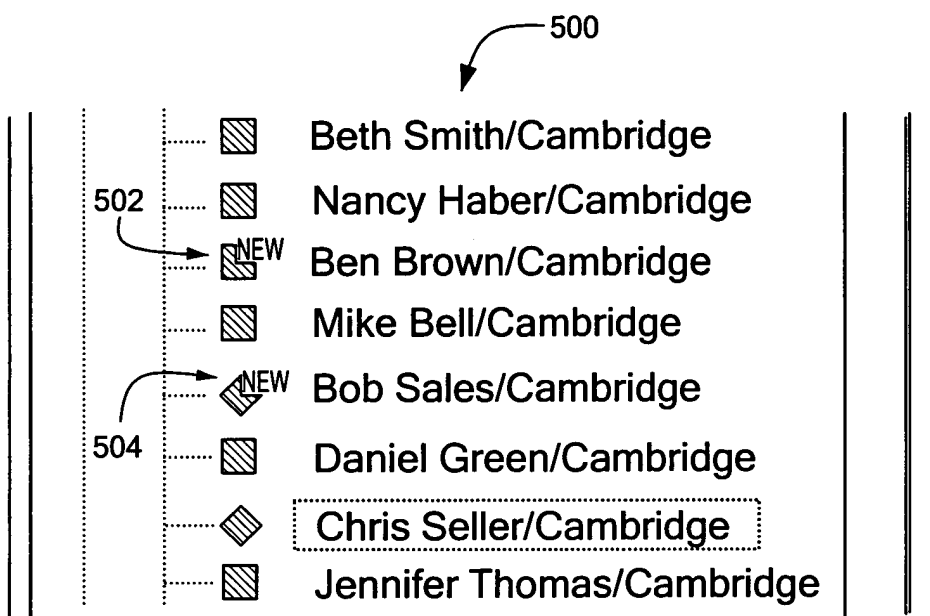 500
Beth Smith/Cambridge
502 Nancy Haber/Cambridge
NEW Ben Brown/Cambridge
Mike Bell/Cambridge
NEW Bob Sales/Cambridge
504 Daniel Green/Cambridge
Chris Seller/Cambridge
Jennifer Thomas/Cambridge